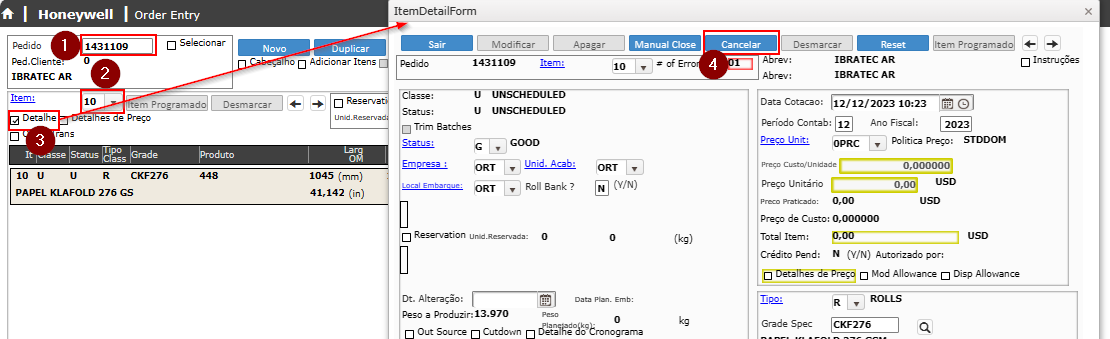 Honeywell | Order Entry
Pedido 1 1431109 Selecionar
Ped.Cliente: 0
IBRATEC AR
Novo Duplicar
Cabeçalho Adicionar Itens
2
Item: 10 Item Programado Desmarcar Reservation
Detalhe Detalhes de Preço Unid.Reservada:
3
It Classe Status Tipo Class Grade Produto Larg OM
10 U U R CKF276 448 1045 (mm)
PAPEL KLAFOLD 276 GS 41,142 (in)
ItemDetailForm
Sair Modificar Apagar Manual Close Cancelar Desmarcar Reset Item Programado
Pedido 1431109 Item: 10 # of Error 4 01 Abrev: IBRATEC AR Instruções
Abrev: IBRATEC AR
Classe: U UNSCHEDULED
Status: U UNSCHEDULED
Trim Batches
Status: G GOOD
Empresa : ORT Unid. Acab: ORT
Local Embarque: ORT Roll Bank ? N (Y/N)
Reservation Unid.Reservada: 0 0 (kg)
Dt. Alteração: Data Plan. Emb:
Peso a Produzir: 13.970 Peso Planejado(kg): 0 kg
Out Source Cutdown Detalhe do Cronograma
Data Cotacao: 12/12/2023 10:23
Período Contab: 12 Ano Fiscal: 2023
Preço Unit: 0PRC Politica Preço: STDDOM
Preço Custo/Unidade 0,000000
Preço Unitário 0,00 USD
Preco Praticado: 0,00 USD
Preço de Custo: 0,000000
Total Item: 0,00 USD
Crédito Pend: N (Y/N) Autorizado por:
Detalhes de Preço Mod Allowance Disp Allowance
Tipo: R ROLLS
Grade Spec CKF276